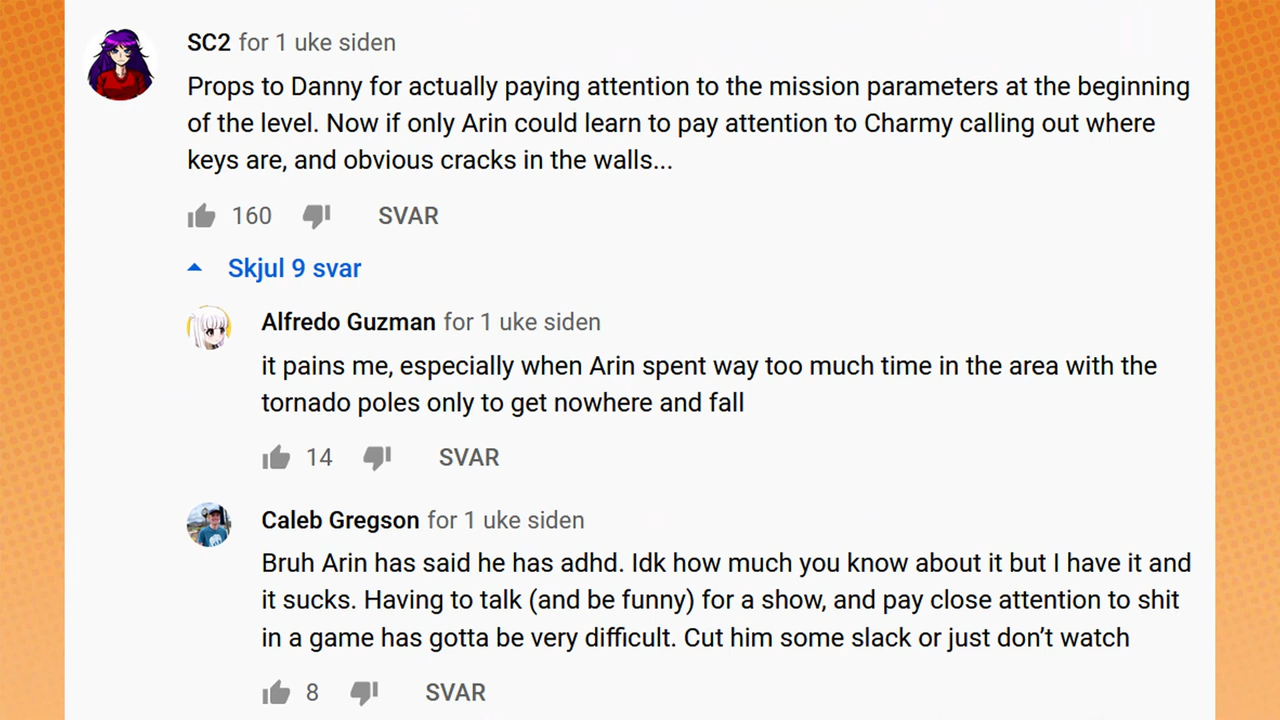 SC2 for 1 uke siden
Props to Danny for actually paying attention to the mission parameters at the beginning
of the level. Now if only Arin could learn to pay attention to Charmy calling out where
keys are, and obvious cracks in the walls...
160 SVAR
Skjul 9 svar
Alfredo Guzman for 1 uke siden
it pains me, especially when Arin spent way too much time in the area with the
tornado poles only to get nowhere and fall
14 SVAR
Caleb Gregson for 1 uke siden
Bruh Arin has said he has adhd. Idk how much you know about it but I have it and
it sucks. Having to talk (and be funny) for a show, and pay close attention to shit
in a game has gotta be very difficult. Cut him some slack or just don’t watch
8 SVAR